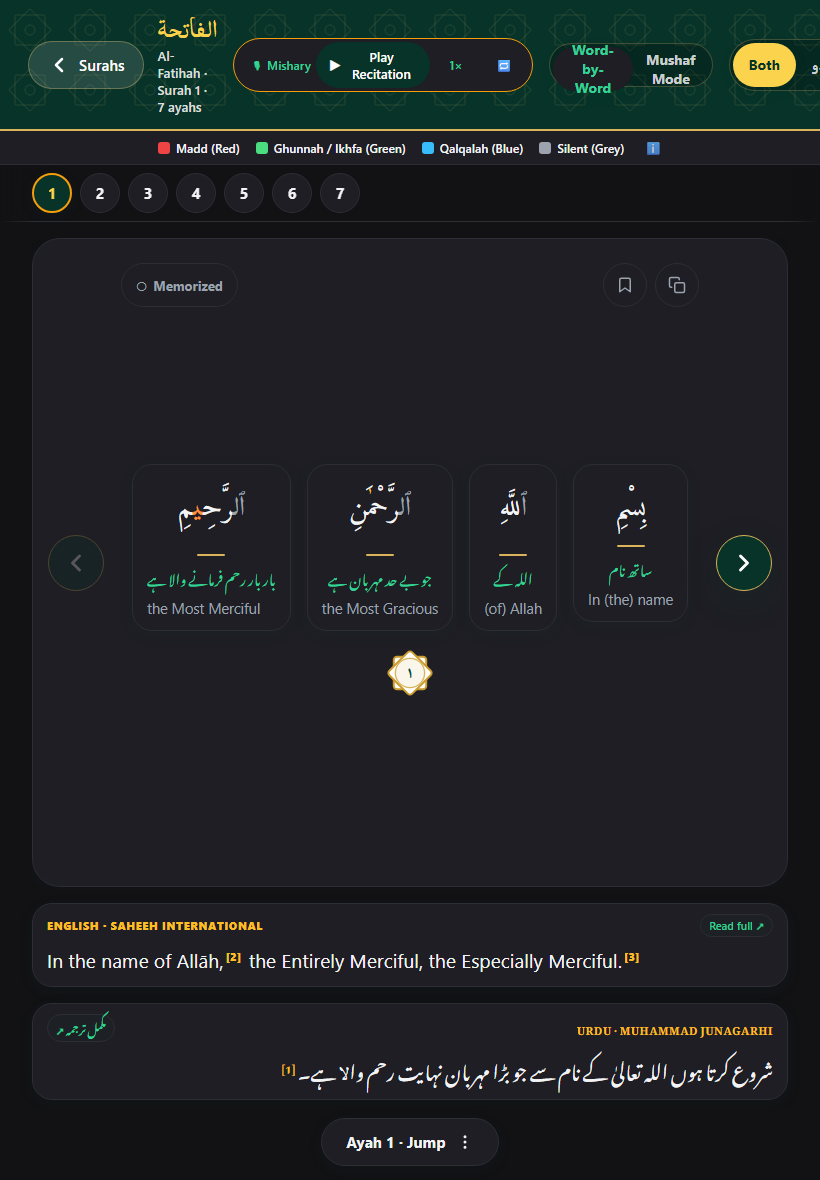 Surahs
الفاتحة
Al-
Fatihah ·
Surah 1 ·
7 ayahs
Mishary
Play
Recitation
1×
Word-
by-
Word
Mushaf
Mode
Both
Madd (Red)
Ghunnah / Ikhfa (Green)
Qalqalah (Blue)
Silent (Grey)
1 2 3 4 5 6 7
Memorized
بِسْمِ
ساتھ نام
In (the) name
ٱللَّهِ
اللہ کے
(of) Allah
ٱلرَّحْمَٰنِ
جو بے حد مہربان ہے
the Most Gracious
ٱلرَّحِيمِ
بار بار رحم فرمانے والا ہے
the Most Merciful
١
ENGLISH · SAHEEH INTERNATIONAL
Read full ↗
In the name of Allāh,[2] the Entirely Merciful, the Especially Merciful.[3]
URDU · MUHAMMAD JUNAGARHI
مکمل ترجمہ ↗
شروع کرتا ہوں اللہ تعالیٰ کے نام سے جو بڑا مہربان نہایت رحم والا ہے۔ [1]
Ayah 1 · Jump